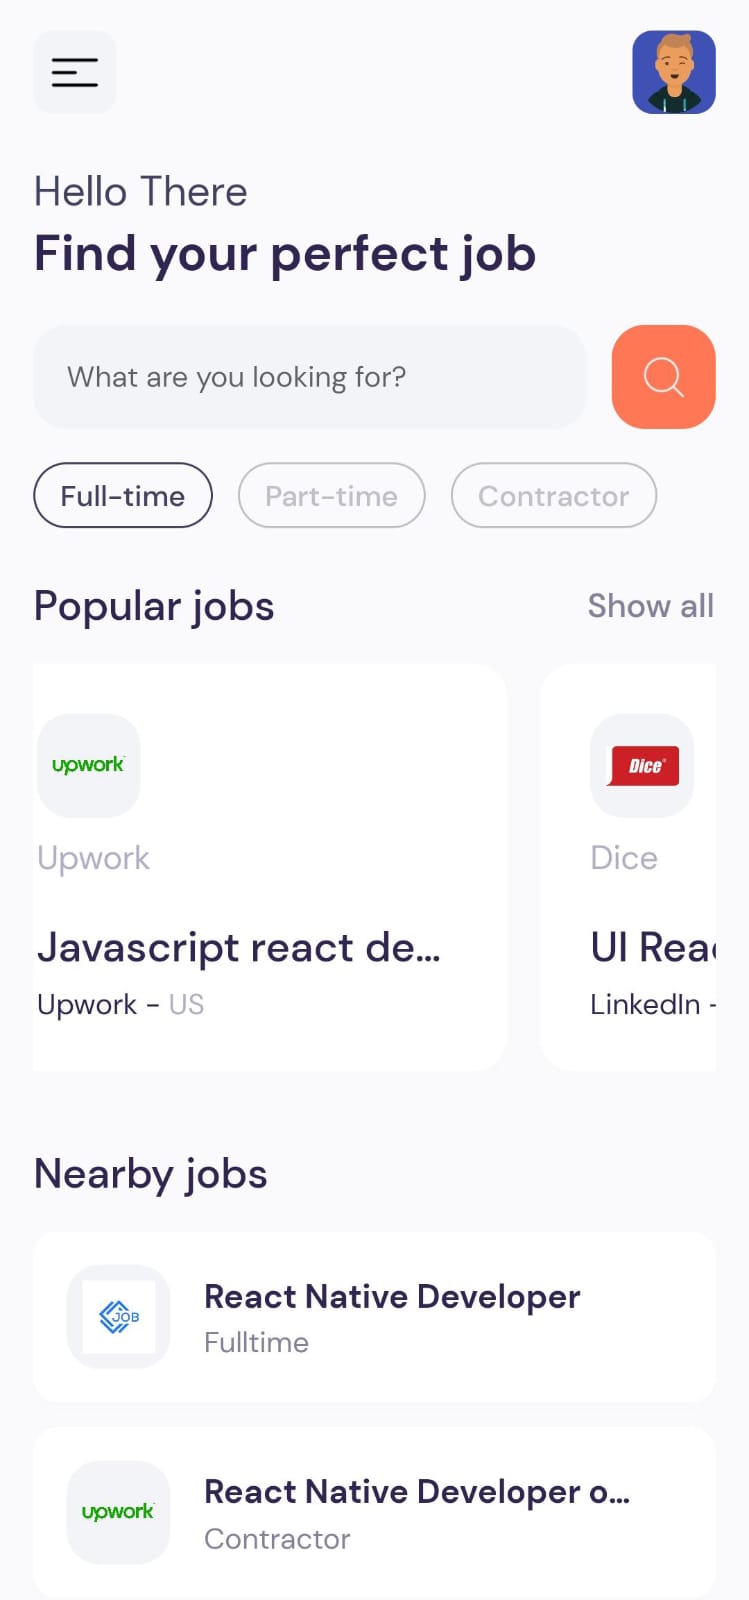 Hello There
Find your perfect job
What are you looking for?
Full-time Part-time Contractor
Popular jobs Show all
upwork
Upwork
Javascript react de...
Upwork - US
Dice
Dice
UI Reac
LinkedIn -
Nearby jobs
JOB
React Native Developer
Fulltime
upwork
React Native Developer o...
Contractor